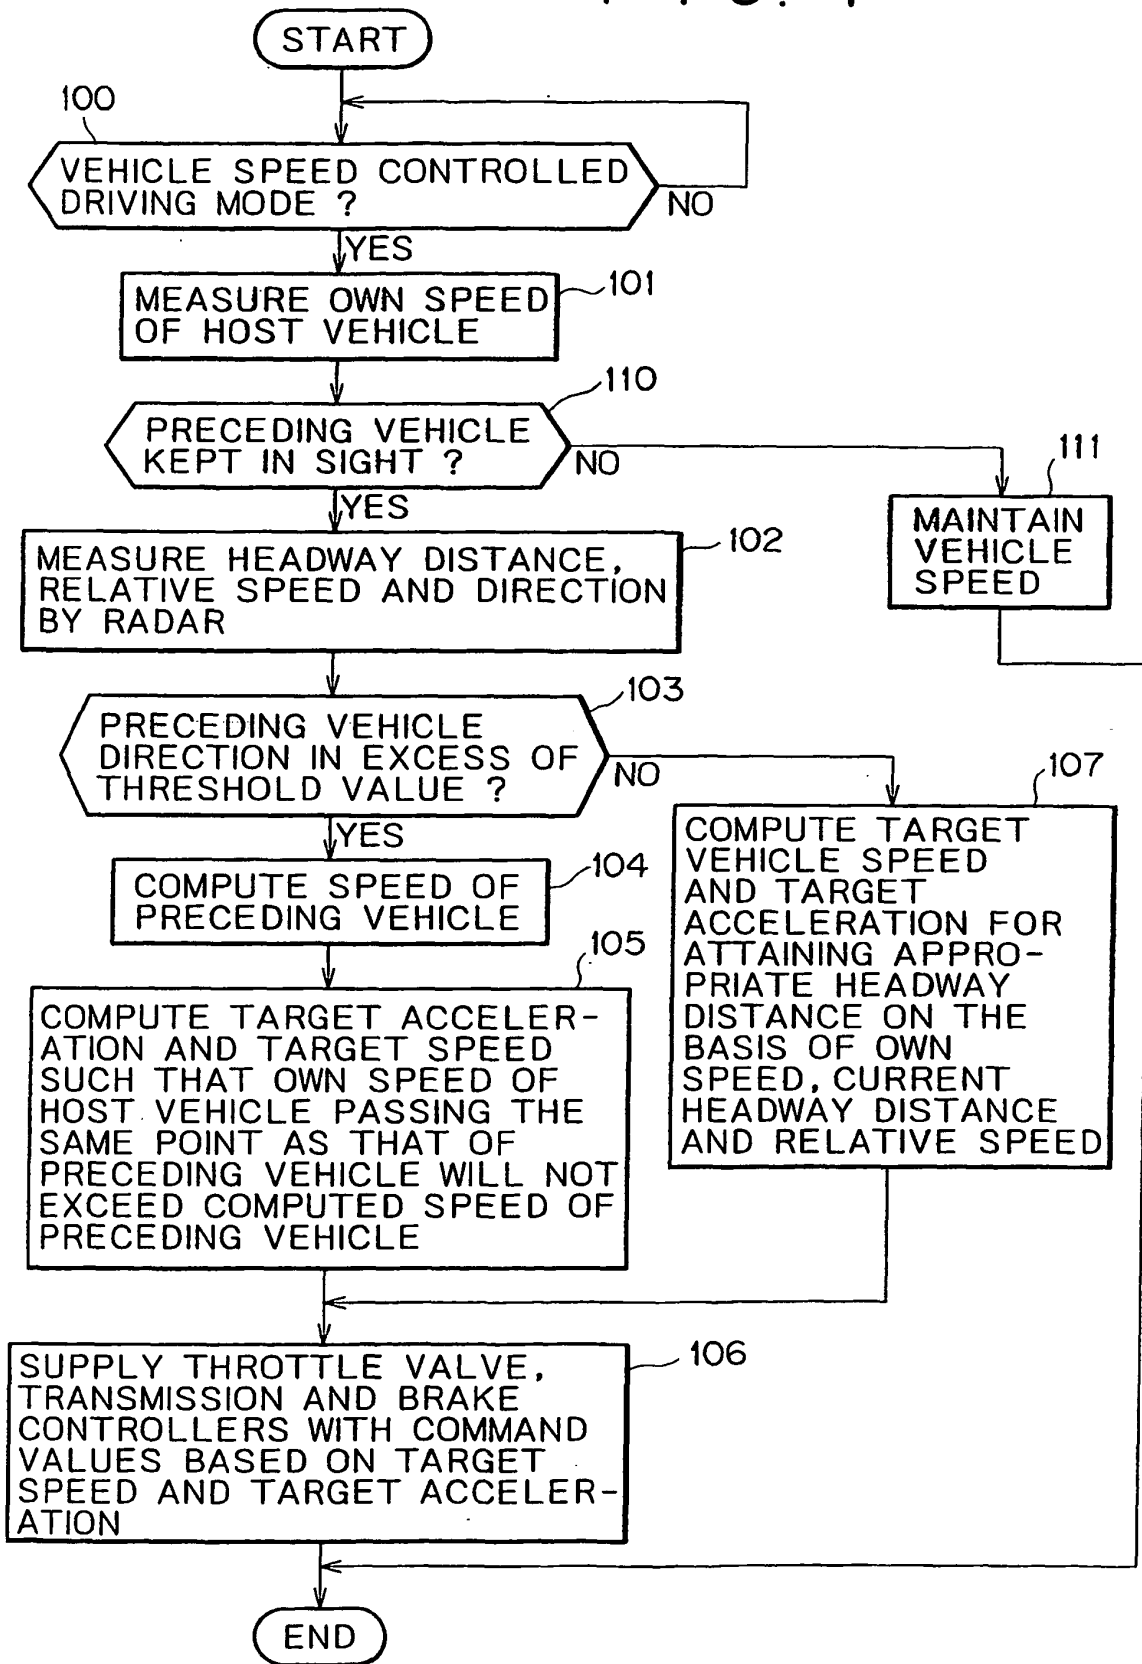 START
100
VEHICLE SPEED CONTROLLED
DRIVING MODE ?
NO
YES
101
MEASURE OWN SPEED
OF HOST VEHICLE
110
PRECEDING VEHICLE
KEPT IN SIGHT ?
NO
YES
111
MAINTAIN
VEHICLE
SPEED
102
MEASURE HEADWAY DISTANCE,
RELATIVE SPEED AND DIRECTION
BY RADAR
103
PRECEDING VEHICLE
DIRECTION IN EXCESS OF
THRESHOLD VALUE ?
NO
YES
107
COMPUTE TARGET
VEHICLE SPEED
AND TARGET
ACCELERATION FOR
ATTAINING APPRO-
PRIATE HEADWAY
DISTANCE ON THE
BASIS OF OWN
SPEED, CURRENT
HEADWAY DISTANCE
AND RELATIVE SPEED
104
COMPUTE SPEED OF
PRECEDING VEHICLE
105
COMPUTE TARGET ACCELER-
ATION AND TARGET SPEED
SUCH THAT OWN SPEED OF
HOST VEHICLE PASSING THE
SAME POINT AS THAT OF
PRECEDING VEHICLE WILL NOT
EXCEED COMPUTED SPEED OF
PRECEDING VEHICLE
106
SUPPLY THROTTLE VALVE,
TRANSMISSION AND BRAKE
CONTROLLERS WITH COMMAND
VALUES BASED ON TARGET
SPEED AND TARGET ACCELER-
ATION
END